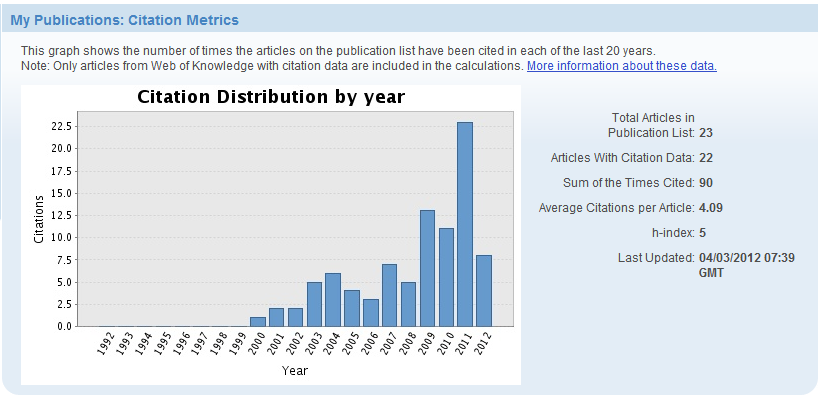 My Publications: Citation Metrics
This graph shows the number of times the articles on the publication list have been cited in each of the last 20 years.
Note: Only articles from Web of Knowledge with citation data are included in the calculations. More information about these data.
Citation Distribution by year
22.5
20.0
17.5
15.0
12.5
10.0
7.5
5.0
2.5
0.0
Citations
1992 1993 1994 1995 1996 1997 1998 1999 2000 2001 2002 2003 2004 2005 2006 2007 2008 2009 2010 2011 2012
Year
Total Articles in
Publication List: 23
Articles With Citation Data: 22
Sum of the Times Cited: 90
Average Citations per Article: 4.09
h-index: 5
Last Updated: 04/03/2012 07:39
GMT